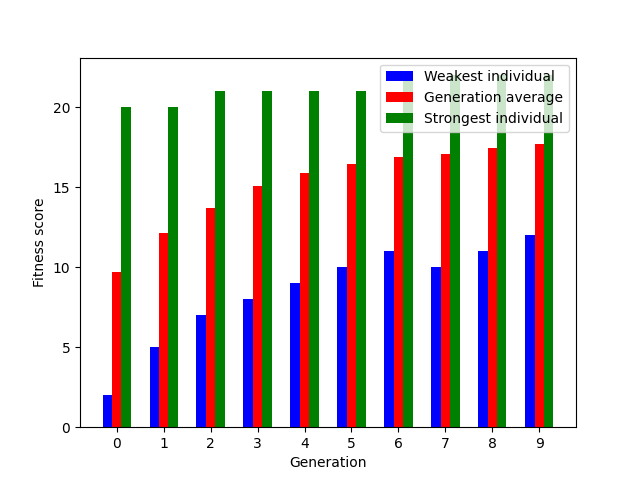 Weakest individual
Generation average
Strongest individual
20
15
10
5
0
Fitness score
0 1 2 3 4 5 6 7 8 9
Generation